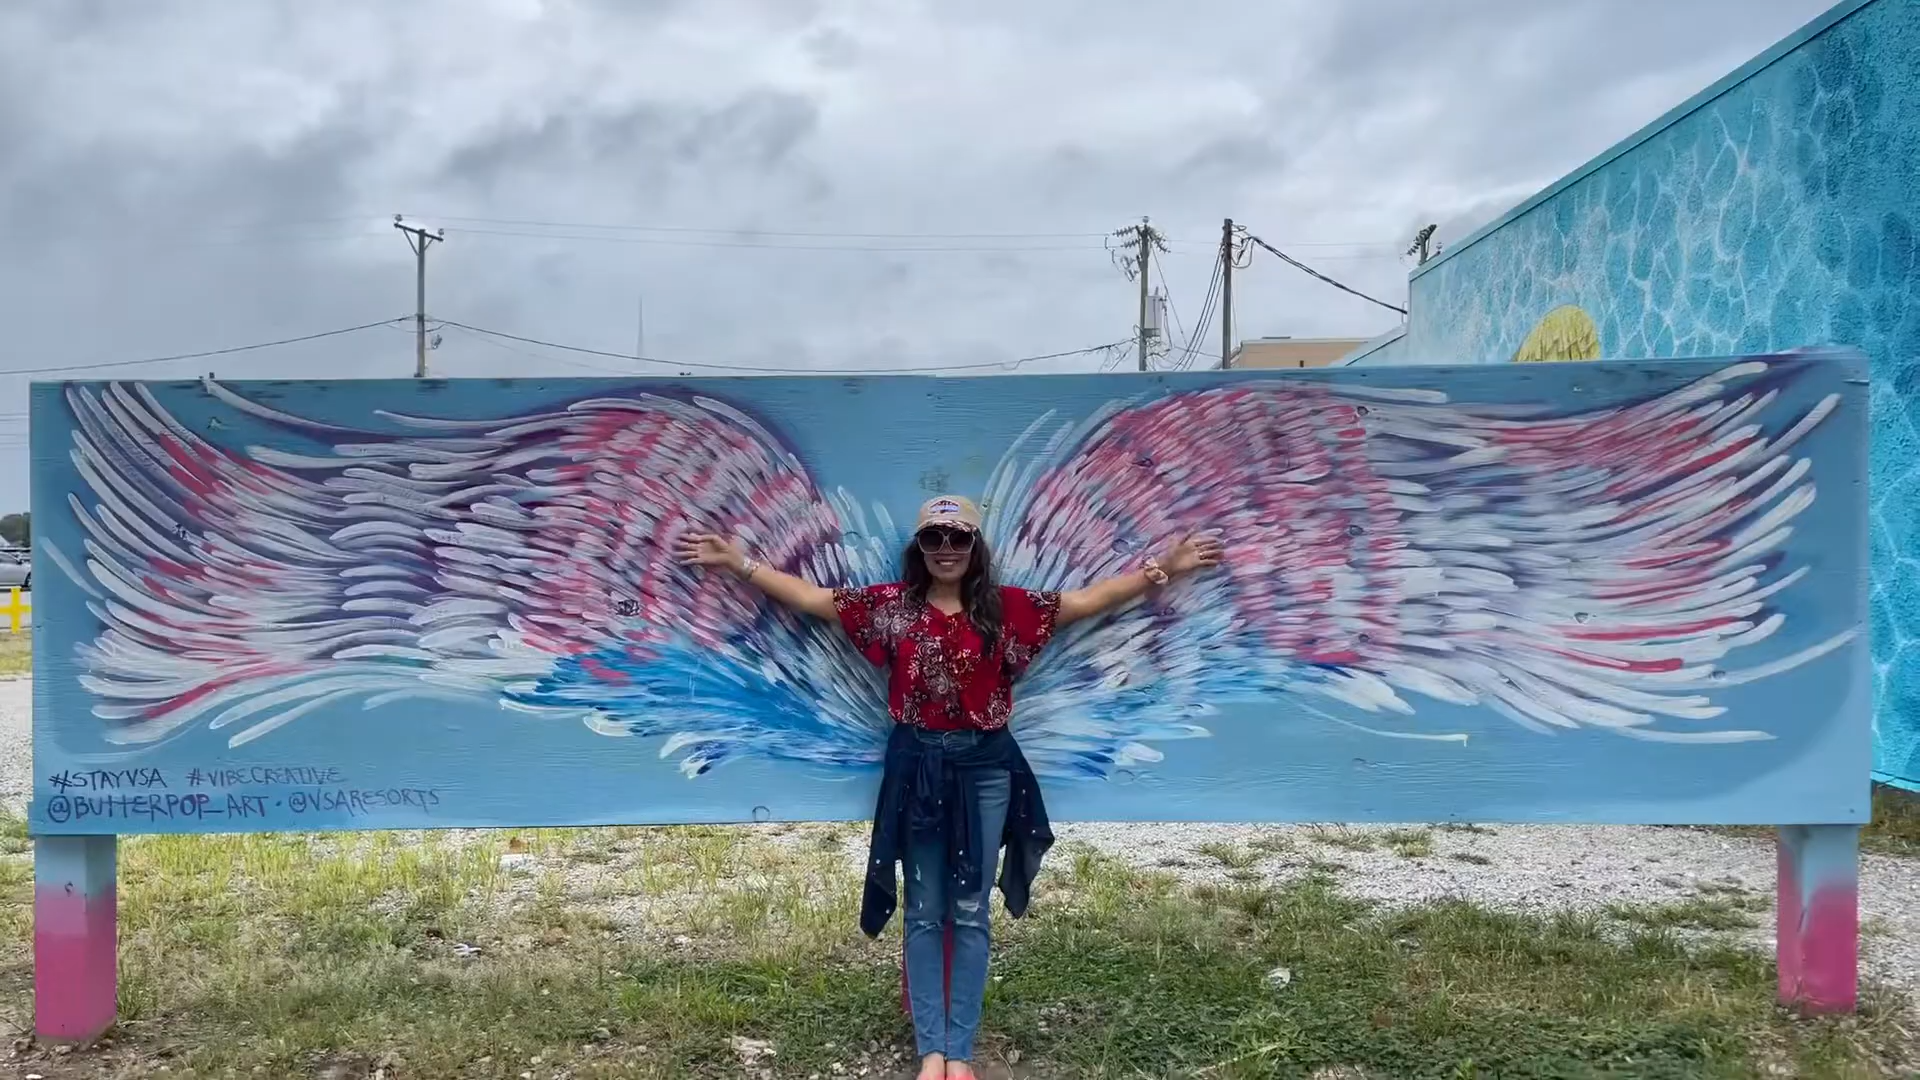 #STAYVSA #VIBECREATIVE
@BUTTERPOP_ART · @VSARESORTS